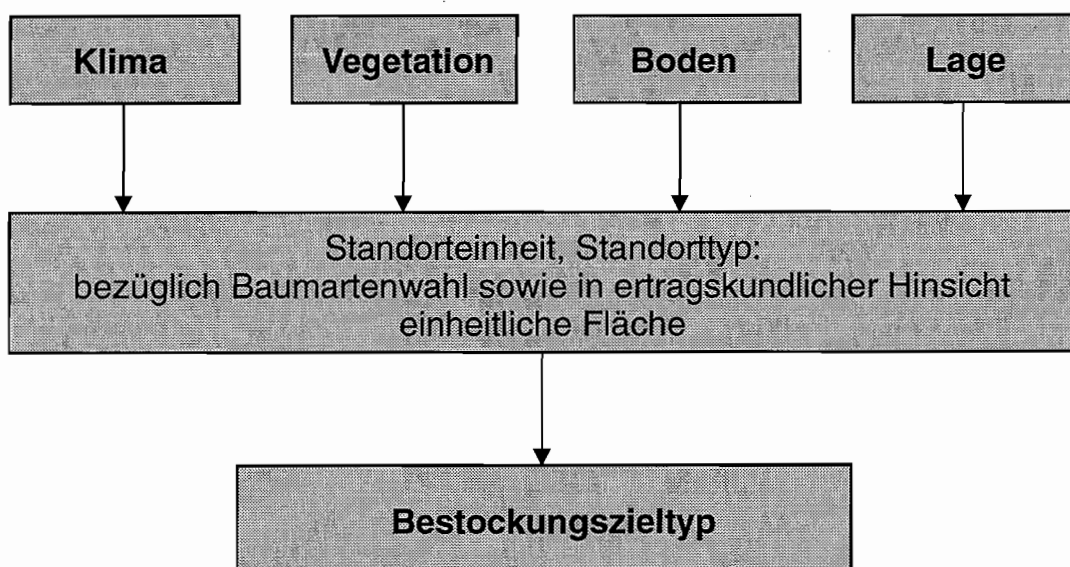 Klima
Vegetation
Boden
Lage
Standorteinheit, Standorttyp:
bezüglich Baumartenwahl sowie in ertragskundlicher Hinsicht
einheitliche Fläche
Bestockungszieltyp